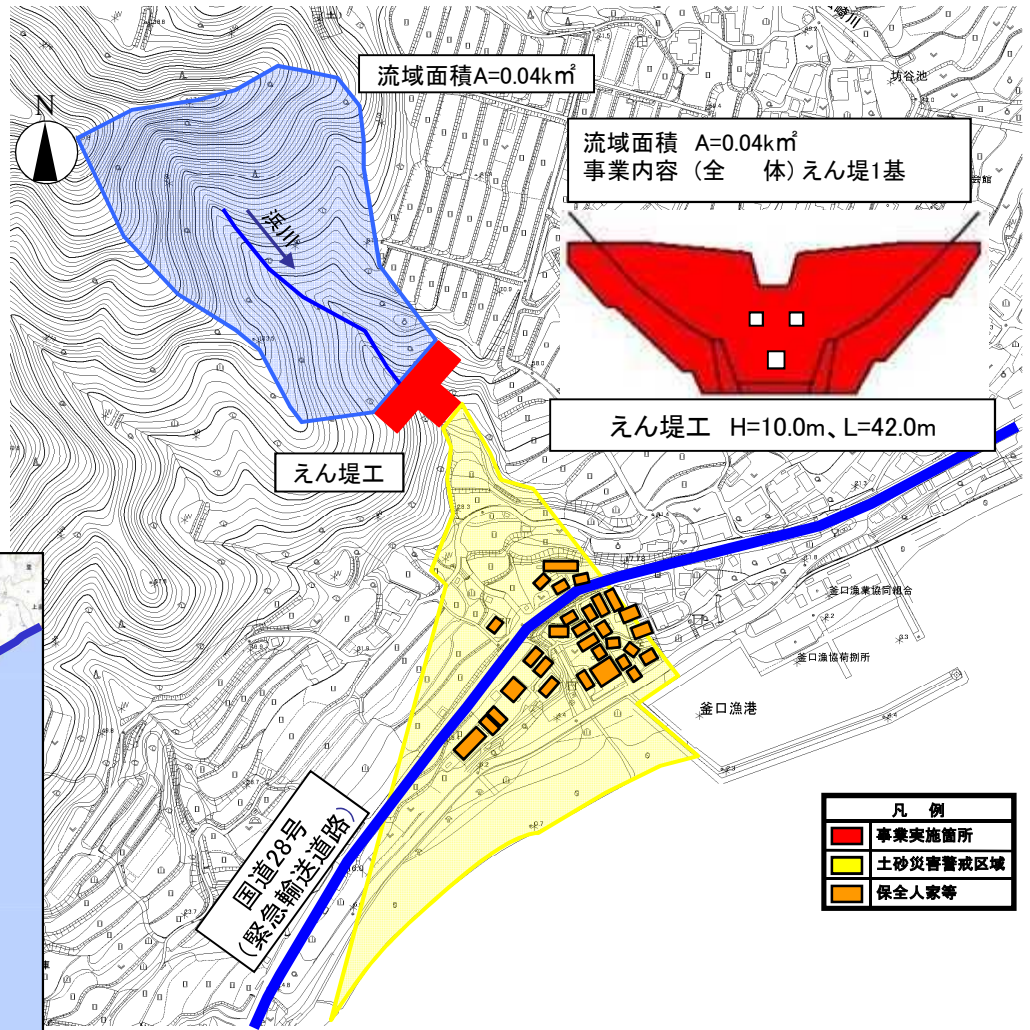 流域面積A=0.04k㎡
N
坊谷池
流域面積 A=0.04k㎡
事業内容 (全　体) えん堤1基
会館
浜川
えん堤工 H=10.0m、L=42.0m
えん堤工
釜口漁業協同組合
釜口漁協荷捌所
釜口漁港
国道28号
(緊急輸送道路)
凡 例
事業実施箇所
土砂災害警戒区域
保全人家等